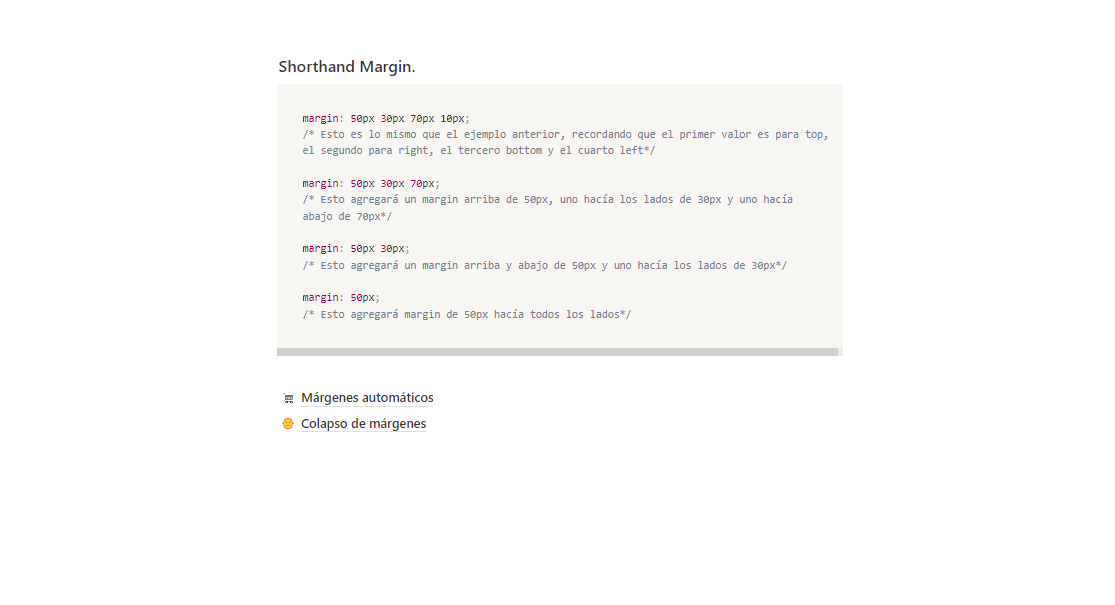 Shorthand Margin.
margin: 50px 30px 70px 10px;
/* Esto es lo mismo que el ejemplo anterior, recordando que el primer valor es para top,
el segundo para right, el tercero bottom y el cuarto left*/
margin: 50px 30px 70px;
/* Esto agregará un margin arriba de 50px, uno hacía los lados de 30px y uno hacía
abajo de 70px*/
margin: 50px 30px;
/* Esto agregará un margin arriba y abajo de 50px y uno hacía los lados de 30px*/
margin: 50px;
/* Esto agregará margin de 50px hacía todos los lados*/
Márgenes automáticos
Colapso de márgenes